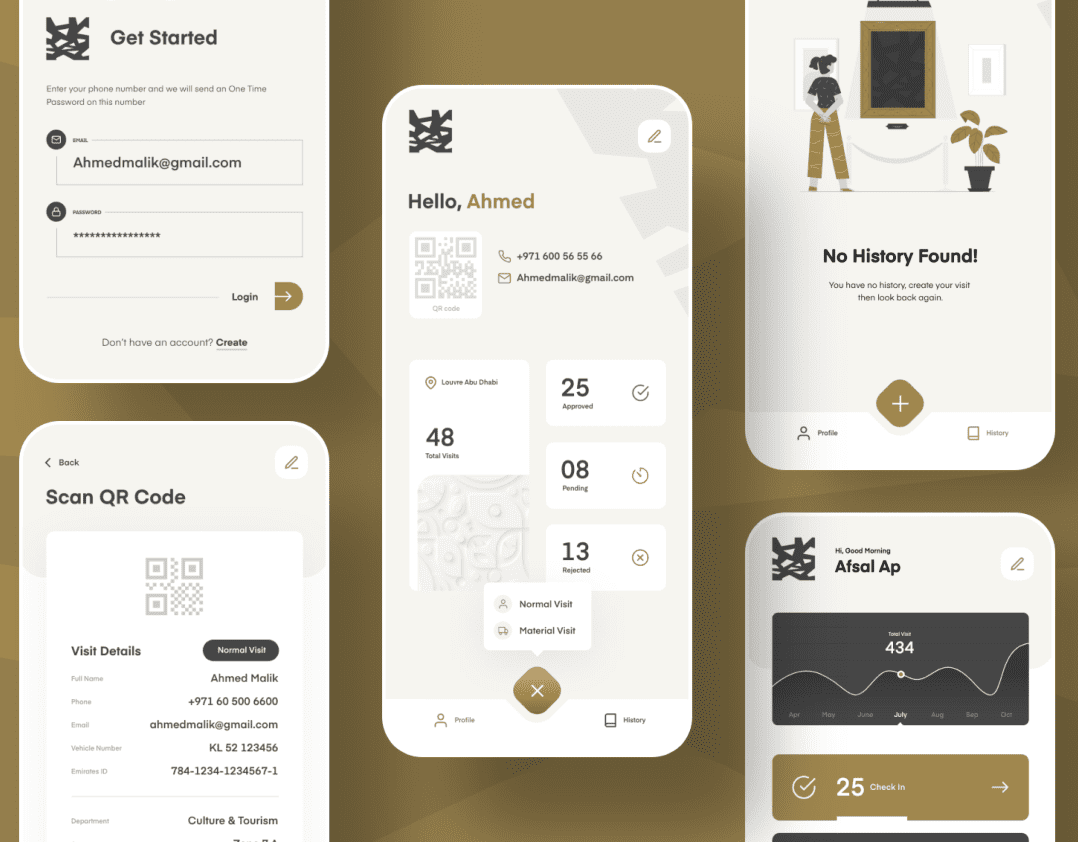 Get Started
Enter your phone number and we will send an One Time
Password on this number
EMAIL
Ahmedmalik@gmail.com
PASSWORD
****************
Login
Don't have an account? Create
Back
Scan QR Code
Visit Details
Normal Visit
Full Name
Ahmed Malik
Phone
+971 60 500 6600
Email
ahmedmalik@gmail.com
Vehicle Number
KL 52 123456
Emirates ID
784-1234-1234567-1
Department
Culture & Tourism
Hello, Ahmed
+971 600 56 55 66
Ahmedmalik@gmail.com
QR code
Louvre Abu Dhabi
48
Total Visits
25
Approved
08
Pending
13
Rejected
Normal Visit
Material Visit
Profile
History
No History Found!
You have no history, create your visit
then look back again.
Profile
History
Hi, Good Morning
Afsal Ap
Total Visit
434
Apr May June July Aug Sep Oct
25 Check In